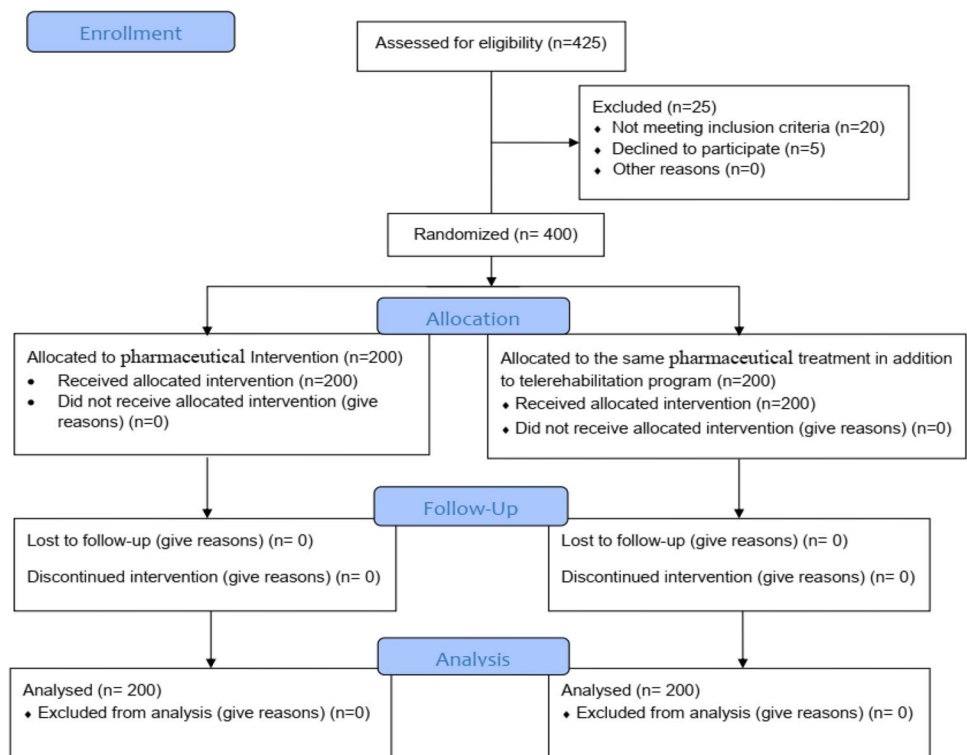 Enrollment
Assessed for eligibility (n=425)
Excluded (n=25)
♦ Not meeting inclusion criteria (n=20)
♦ Declined to participate (n=5)
♦ Other reasons (n=0)
Randomized (n= 400)
Allocation
Allocated to pharmaceutical Intervention (n=200)
• Received allocated intervention (n=200)
• Did not receive allocated intervention (give
reasons) (n=0)
Allocated to the same pharmaceutical treatment in addition
to telerehabilitation program (n=200)
♦ Received allocated intervention (n=200)
♦ Did not receive allocated intervention (give reasons) (n=0)
Follow-Up
Lost to follow-up (give reasons) (n= 0)
Discontinued intervention (give reasons) (n= 0)
Lost to follow-up (give reasons) (n= 0)
Discontinued intervention (give reasons) (n= 0)
Analysis
Analysed (n= 200)
♦ Excluded from analysis (give reasons) (n=0)
Analysed (n= 200)
♦ Excluded from analysis (give reasons) (n= 0)